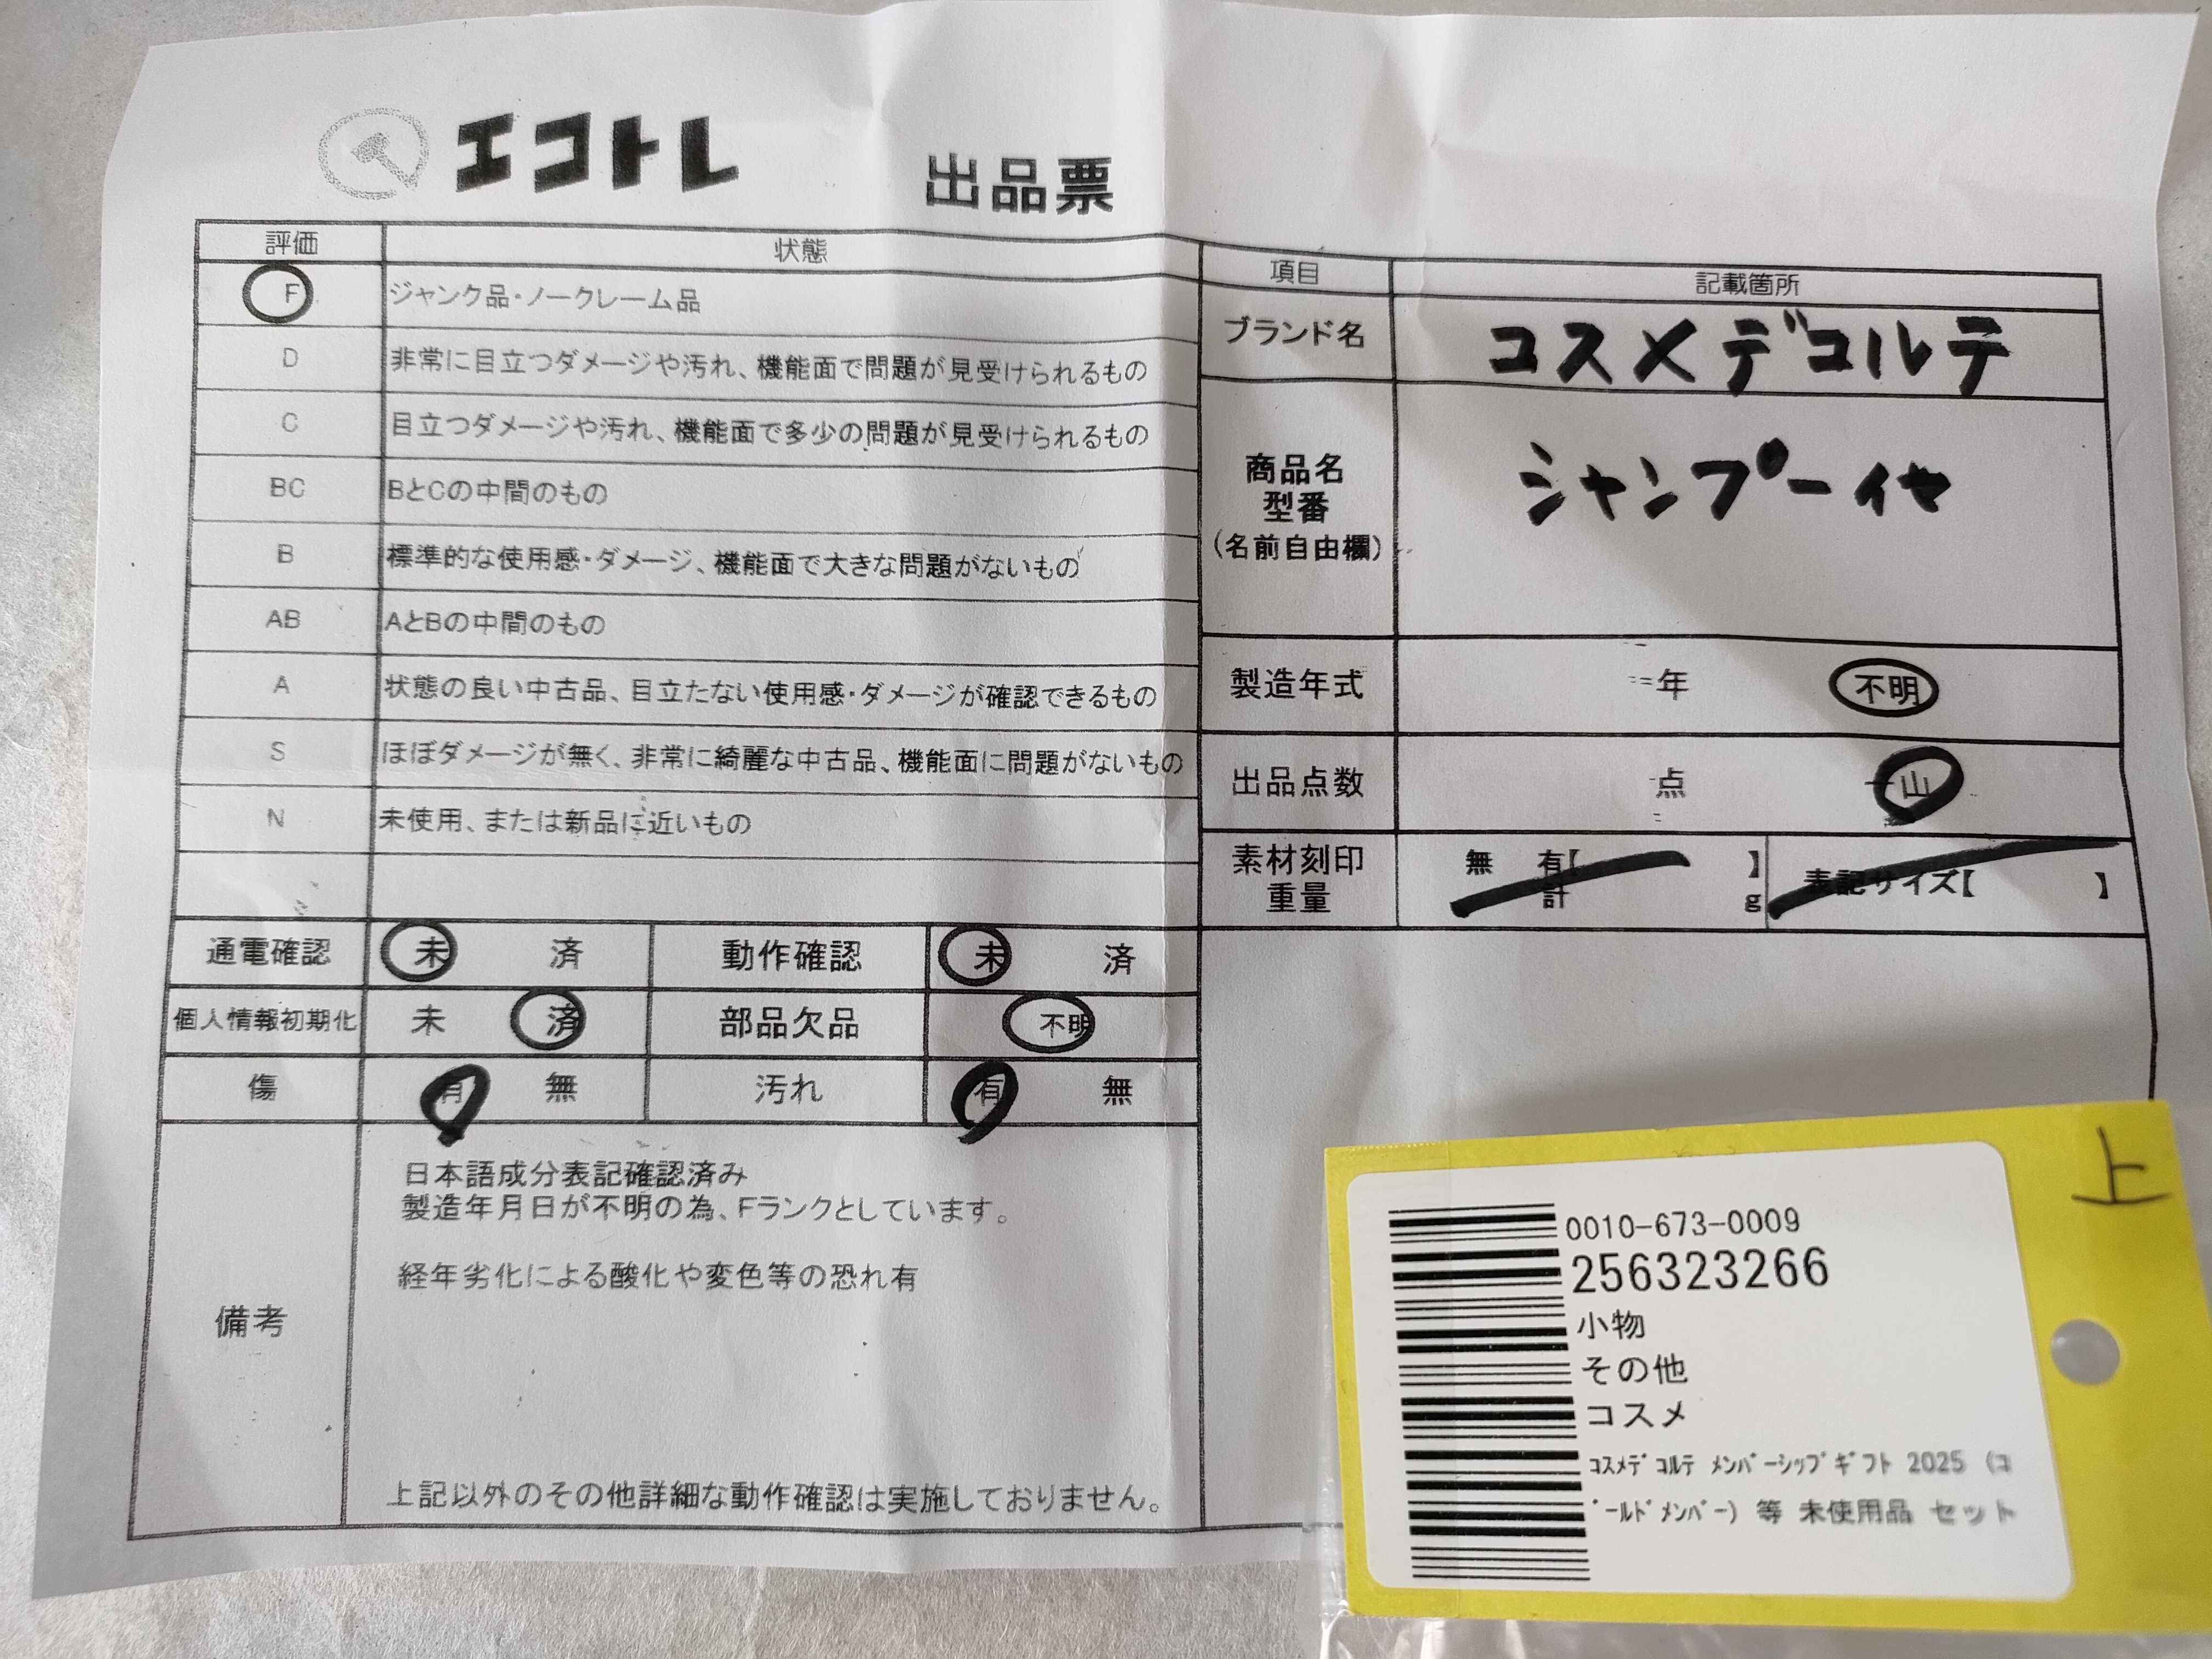 エコトレ
出品票
評価 状態
F ジャンク品・ノークレーム品
D 非常に目立つダメージや汚れ、機能面で問題が見受けられるもの
C 目立つダメージや汚れ、機能面で多少の問題が見受けられるもの
BC BとCの中間のもの
B 標準的な使用感・ダメージ、機能面で大きな問題がないもの
AB AとBの中間のもの
A 状態の良い中古品、目立たない使用感・ダメージが確認できるもの
S ほぼダメージが無く、非常に綺麗な中古品、機能面に問題がないもの
N 未使用、または新品に近いもの
通電確認 未 済 動作確認 未 済
個人情報初期化 未 済 部品欠品 不明
傷 有 無 汚れ 有 無
備考
日本語成分表記確認済み
製造年月日が不明の為、Fランクとしています。
経年劣化による酸化や変色等の恐れ有
上記以外のその他詳細な動作確認は実施しておりません。
項目 記載箇所
ブランド名 コスメデコルテ
商品名
型番
(名前自由欄)
シャンプー 他
製造年式 年 不明
出品点数 点 一山
素材刻印 無 有【 】
重量 計 g
表記サイズ【 】
上
0010-673-0009
256323266
小物
その他
コスメ
ｺｽﾒﾃﾞｺﾙﾃ ﾒﾝﾊﾞｰｼｯﾌﾟｷﾞﾌﾄ 2025 (ｺ
ﾞｰﾙﾄﾞﾒﾝﾊﾞｰ) 等 未使用品 セット